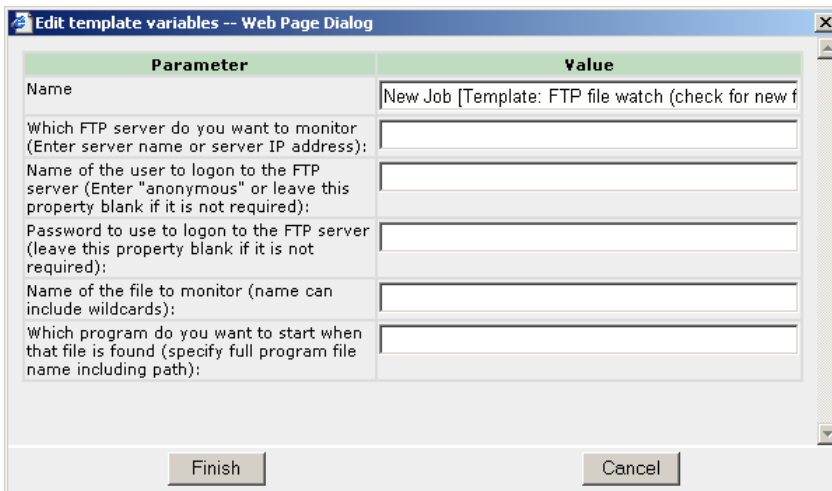 Edit template variables -- Web Page Dialog
Parameter Value
Name
New Job [Template: FTP file watch (check for new f
Which FTP server do you want to monitor
(Enter server name or server IP address):
Name of the user to logon to the FTP
server (Enter "anonymous" or leave this
property blank if it is not required):
Password to use to logon to the FTP server
(leave this property blank if it is not
required):
Name of the file to monitor (name can
include wildcards):
Which program do you want to start when
that file is found (specify full program file
name including path):
Finish Cancel